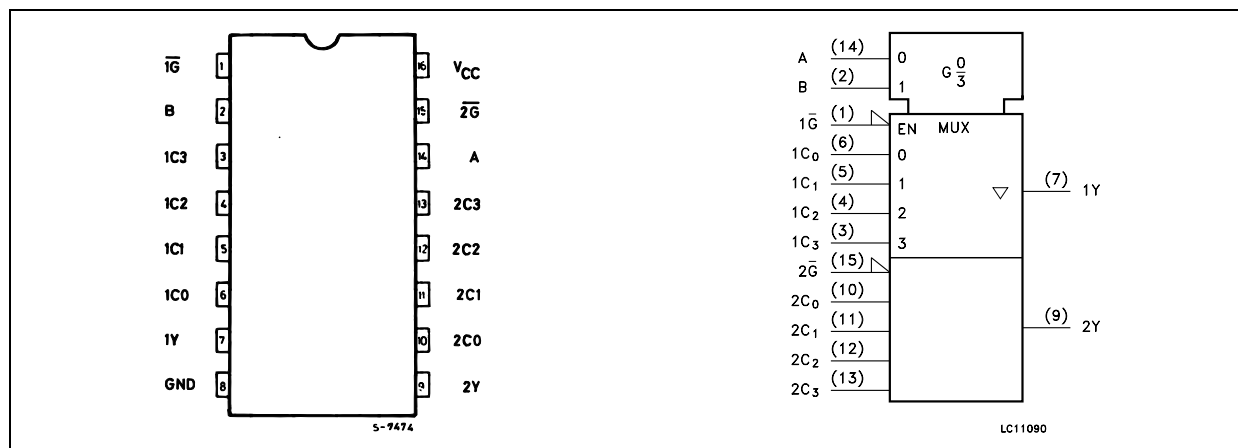 1G̅ 1 16 VCC
B 2 15 2G̅
1C3 3 14 A
1C2 4 13 2C3
1C1 5 12 2C2
1C0 6 11 2C1
1Y 7 10 2C0
GND 8 9 2Y
S-7474
A (14) 0 G 0/3
B (2) 1
1G̅ (1) EN MUX
1C0 (6) 0
1C1 (5) 1 (7) 1Y
1C2 (4) 2
1C3 (3) 3
2G̅ (15)
2C0 (10)
2C1 (11) (9) 2Y
2C2 (12)
2C3 (13)
LC11090